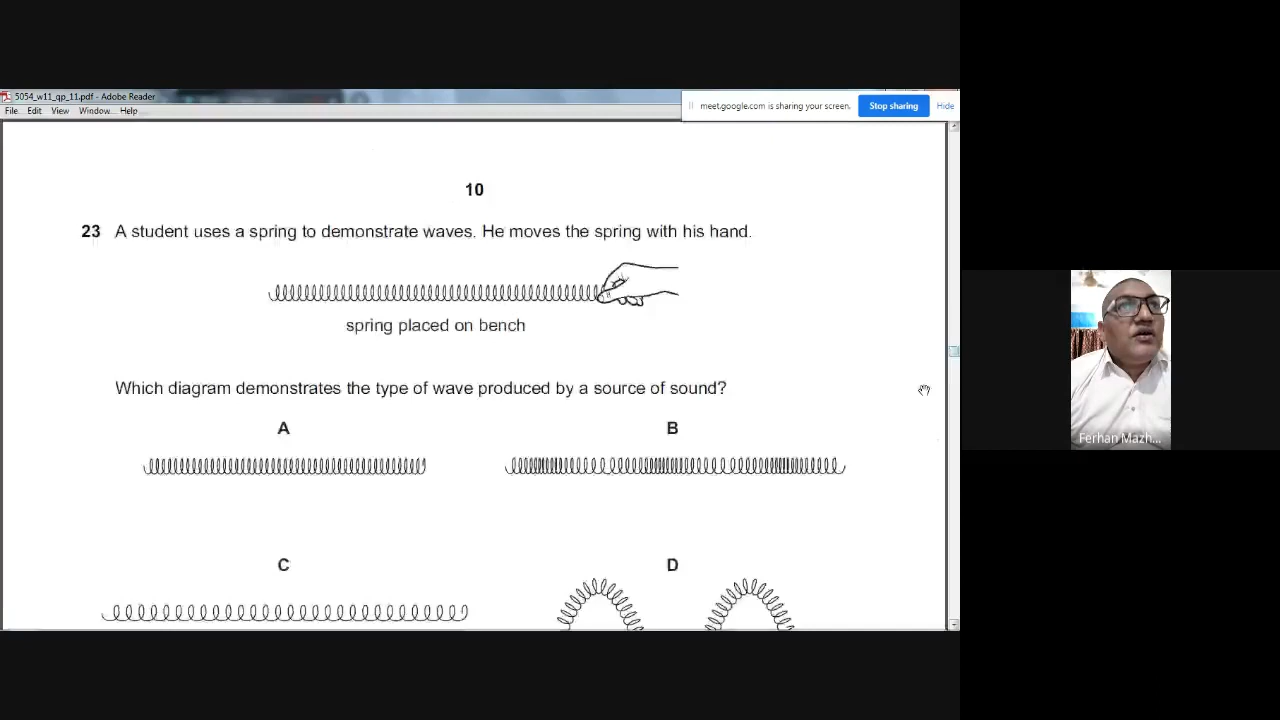 5054_w11_qp_11.pdf - Adobe Reader
File Edit View Window Help
meet.google.com is sharing your screen. Stop sharing Hide
10
23 A student uses a spring to demonstrate waves. He moves the spring with his hand.
spring placed on bench
Which diagram demonstrates the type of wave produced by a source of sound?
A B
C D
Ferhan Mazh...